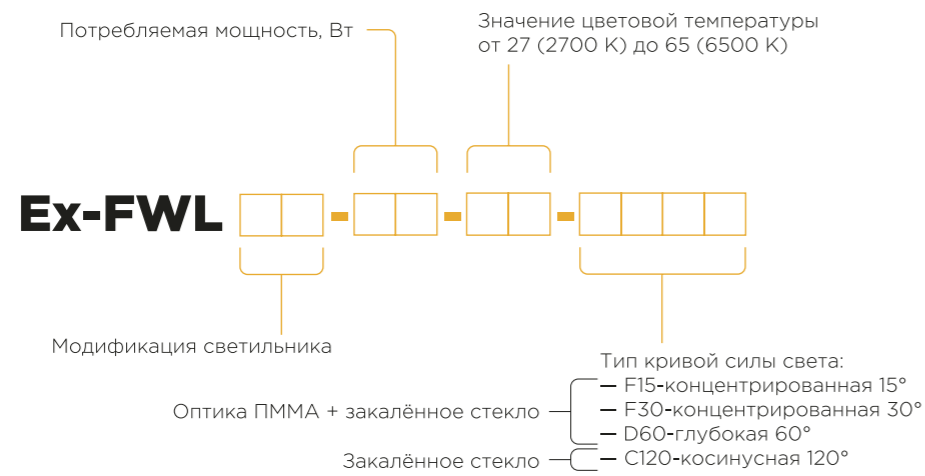 Потребляемая мощность, Вт
Значение цветовой температуры
от 27 (2700 К) до 65 (6500 К)
Ex-FWL - - -
Модификация светильника
Тип кривой силы света:
— F15-концентрированная 15°
Оптика ПММА + закалённое стекло — F30-концентрированная 30°
— D60-глубокая 60°
Закалённое стекло — C120-косинусная 120°